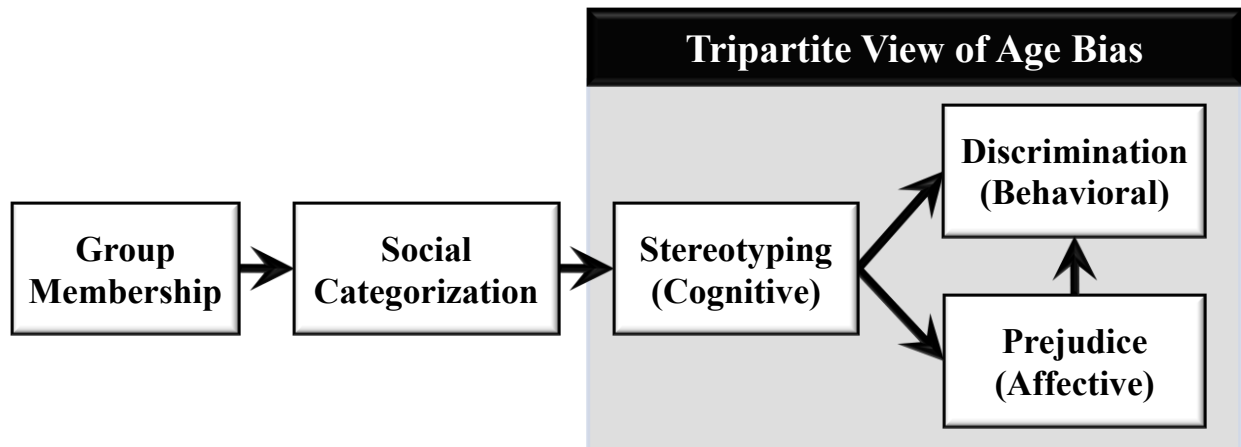 Tripartite View of Age Bias
Group
Membership
Social
Categorization
Stereotyping
(Cognitive)
Discrimination
(Behavioral)
Prejudice
(Affective)